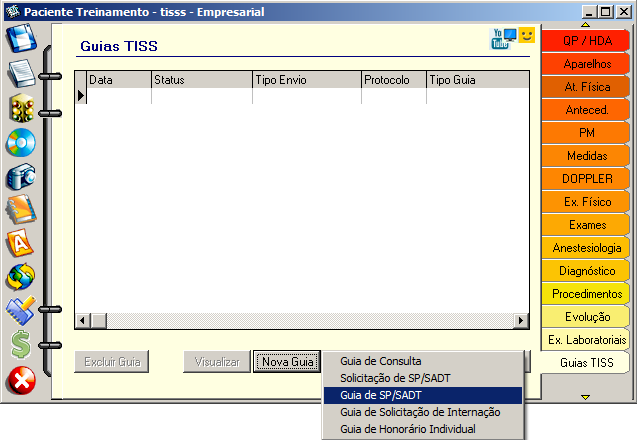 Paciente Treinamento - tisss - Empresarial
Guias TISS
You
Tube
Data Status Tipo Envio Protocolo Tipo Guia
QP / HDA
Aparelhos
At. Física
Anteced.
PM
Medidas
DOPPLER
Ex. Físico
Exames
Anestesiologia
Diagnóstico
Procedimentos
Evolução
Ex. Laboratoriais
Guias TISS
Excluir Guia Visualizar Nova Guia
Guia de Consulta
Solicitação de SP/SADT
Guia de SP/SADT
Guia de Solicitação de Internação
Guia de Honorário Individual